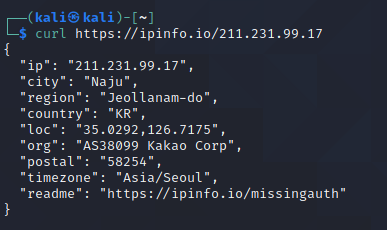 ┌──(kali㉿kali)-[~]
└─$ curl https://ipinfo.io/211.231.99.17
{
  "ip": "211.231.99.17",
  "city": "Naju",
  "region": "Jeollanam-do",
  "country": "KR",
  "loc": "35.0292,126.7175",
  "org": "AS38099 Kakao Corp",
  "postal": "58254",
  "timezone": "Asia/Seoul",
  "readme": "https://ipinfo.io/missingauth"
}